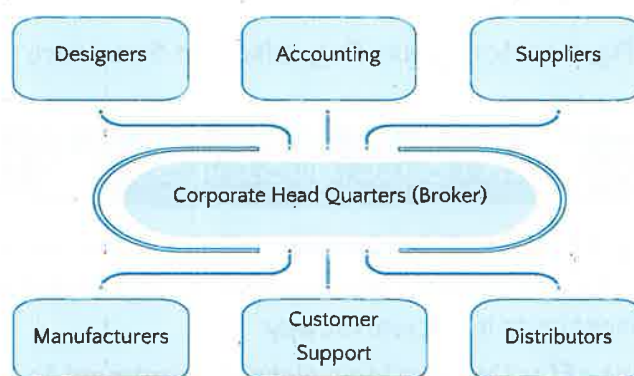 Designers
Accounting
Suppliers
Corporate Head Quarters (Broker)
Manufacturers
Customer
Support
Distributors